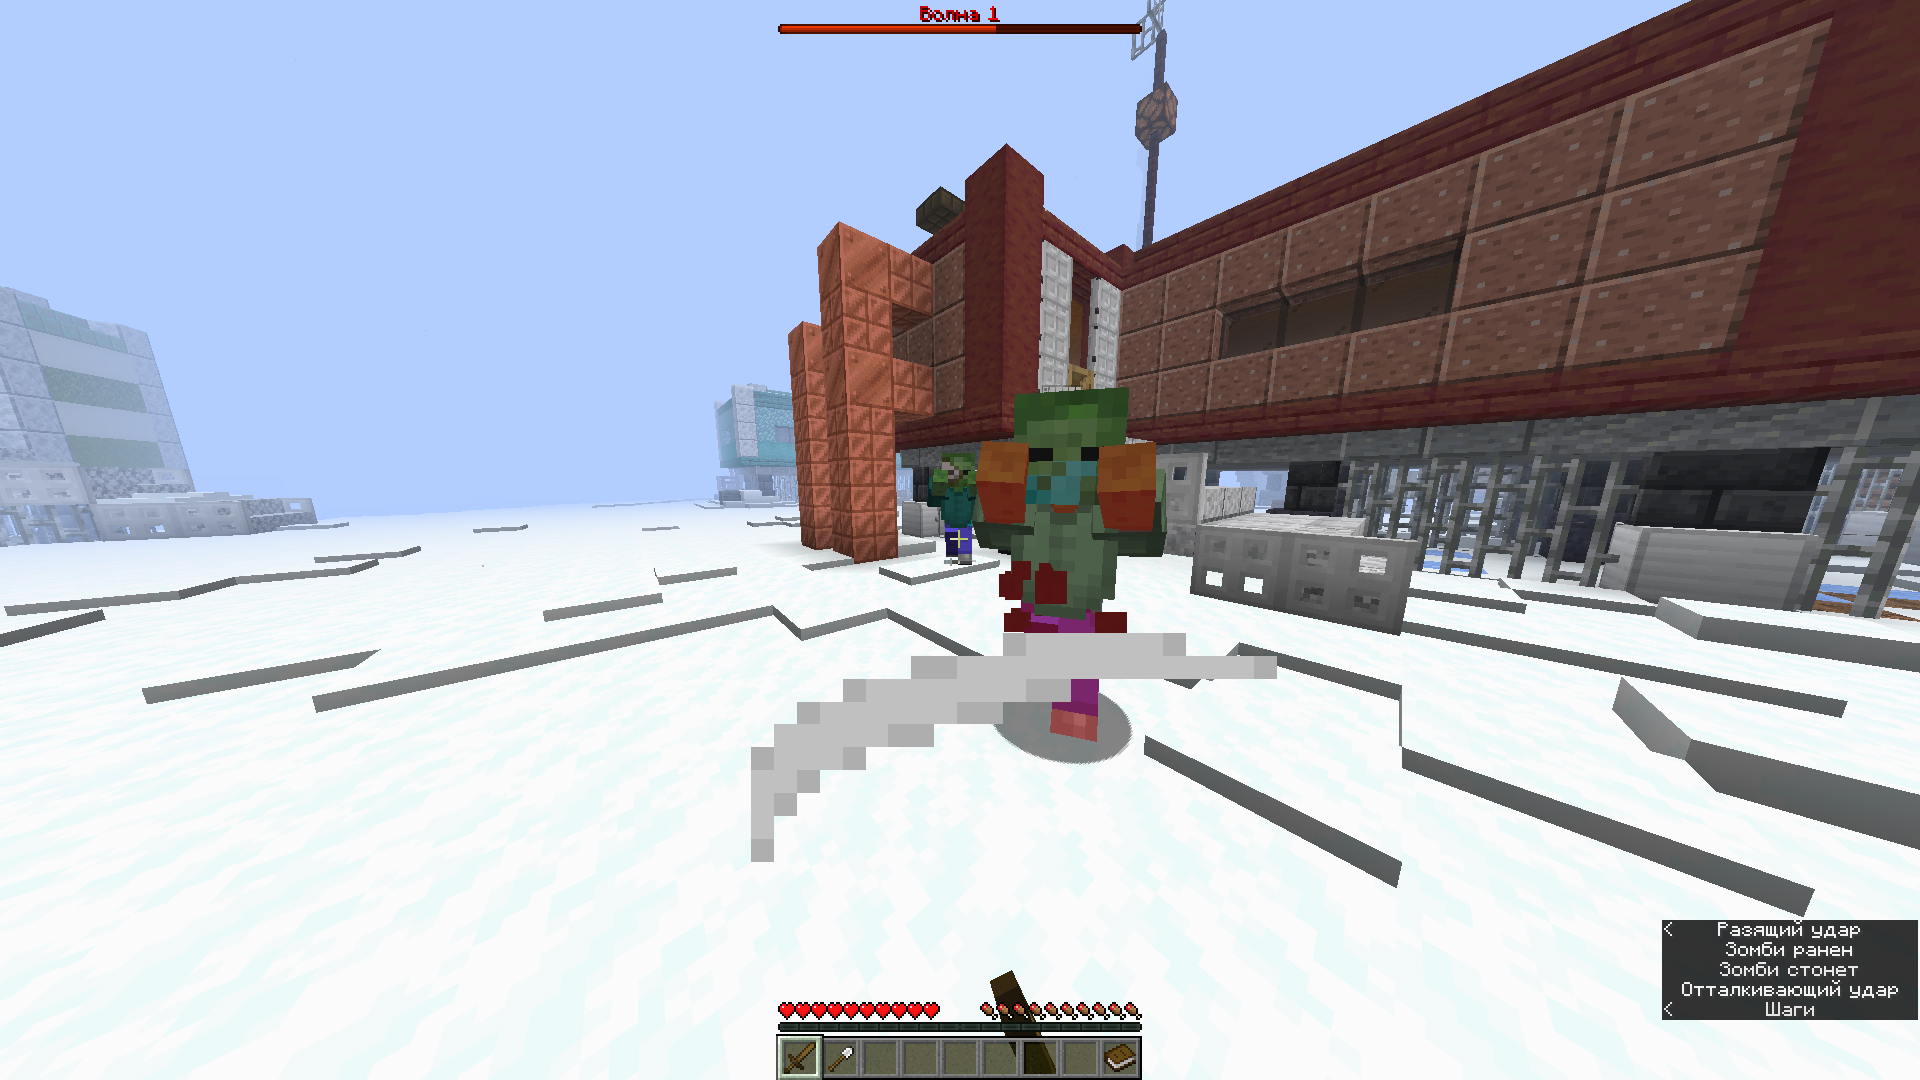 Волна 1
< Разящий удар
Зомби ранен
Зомби стонет
Отталкивающий удар
< Шаги